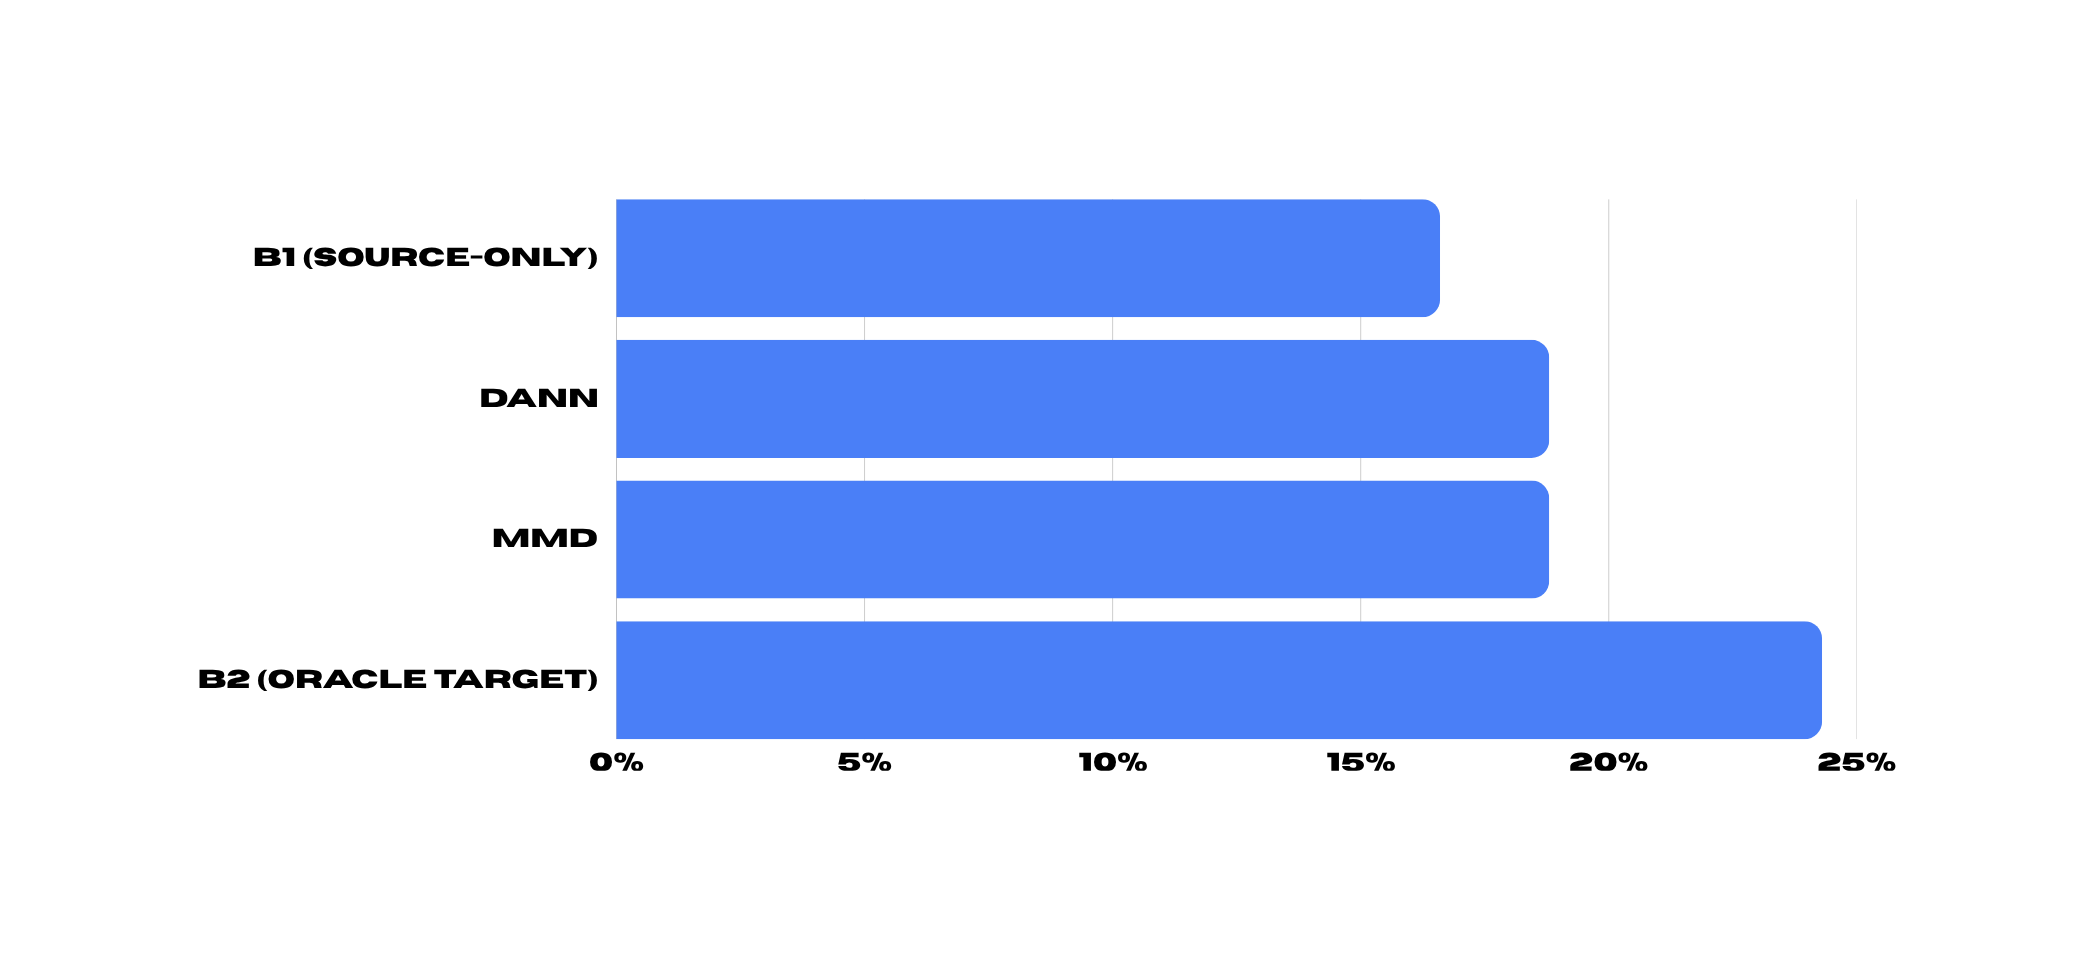 B1 (SOURCE-ONLY)
DANN
MMD
B2 (ORACLE TARGET)
0% 5% 10% 15% 20% 25%